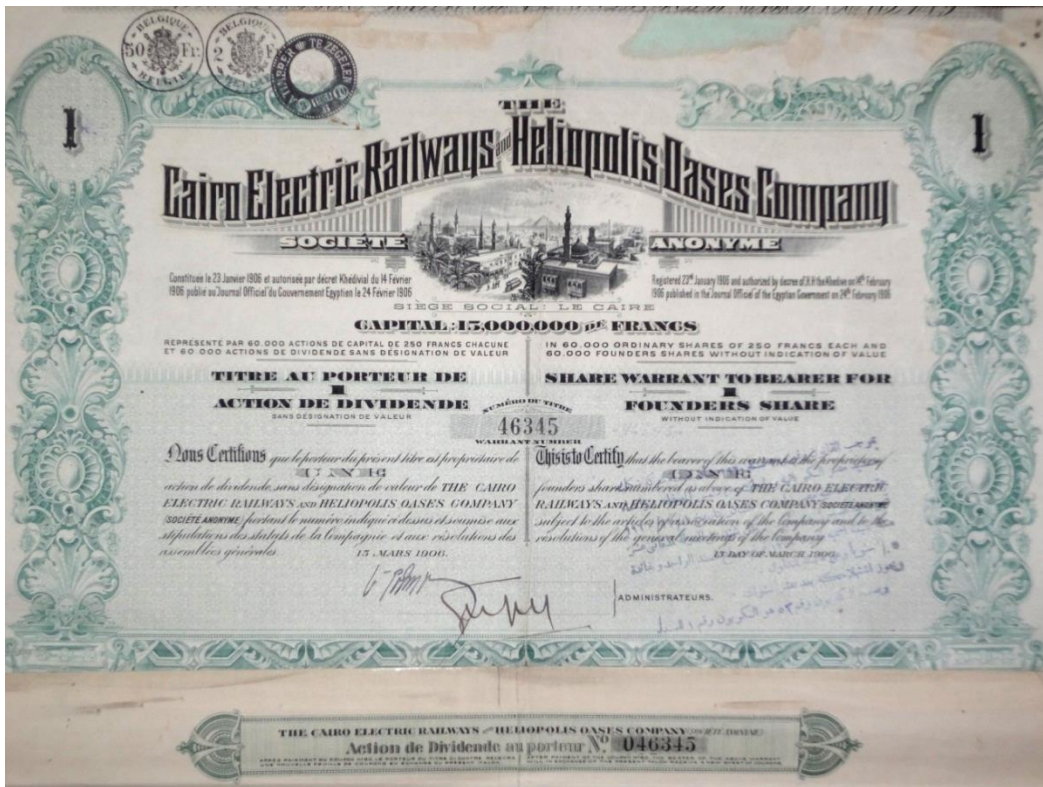 BELGIQUE
50 Fr.
BELGIË
BELGIQUE
2 Fr.
BELGIË
TE ZEGELEN
A TIMBRER
1
1
THE
Cairo Electric Railways and Heliopolis Oases Company
SOCIÉTÉ ANONYME
Constituée le 23 Janvier 1906 et autorisée par décret Khédivial du 14 Février
1906 publié au Journal Officiel du Gouvernement Égyptien le 24 Février 1906
Registered 23rd January 1906 and authorized by decree of H.H the Khedive on 14th February
1906 published in the Journal Officiel of the Egyptian Government on 24th February 1906
SIÈGE SOCIAL: LE CAIRE
CAPITAL: 15,000,000 DE FRANCS
REPRÉSENTÉ PAR 60.000 ACTIONS DE CAPITAL DE 250 FRANCS CHACUNE
ET 60 000 ACTIONS DE DIVIDENDE SANS DÉSIGNATION DE VALEUR
IN 60.000 ORDINARY SHARES OF 250 FRANCS EACH AND
60.000 FOUNDERS SHARES WITHOUT INDICATION OF VALUE
TITRE AU PORTEUR DE
1
ACTION DE DIVIDENDE
SANS DÉSIGNATION DE VALEUR
SHARE WARRANT TO BEARER FOR
1
FOUNDERS SHARE
WITHOUT INDICATION OF VALUE
NUMÉRO DU TITRE
46345
WARRANT NUMBER
Nous Certifions que le porteur du présent titre est propriétaire de
UNE
action de dividende, sans désignation de valeur de THE CAIRO
ELECTRIC RAILWAYS AND HELIOPOLIS OASES COMPANY
(SOCIÉTÉ ANONYME) portant le numéro indiqué ci-dessus et soumise aux
stipulations des statuts de la Compagnie et aux résolutions des
assemblées générales.
15 MARS 1906.
This is to Certify that the bearer of this warrant is the proprietor of
ONE
founders share numbered as above of THE CAIRO ELECTRIC
RAILWAYS AND HELIOPOLIS OASES COMPANY (SOCIÉTÉ ANONYME)
subject to the articles of association of the Company and to the
resolutions of the general meetings of the Company.
15 DAY OF MARCH 1906.
ADMINISTRATEURS.
THE CAIRO ELECTRIC RAILWAYS AND HELIOPOLIS OASES COMPANY (SOCIÉTÉ ANONYME)
Action de Dividende au porteur No 046345